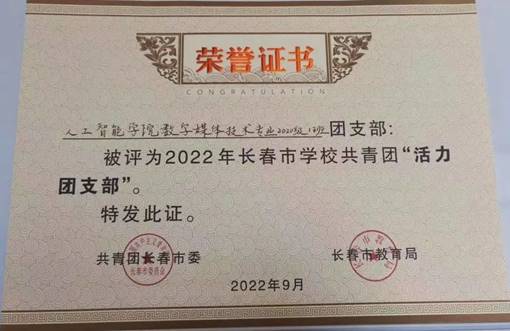 荣誉证书
CONGRATULATION
人工智能学院数字媒体技术专业2020级1班团支部:
被评为2022年长春市学校共青团“活力
团支部”。
特发此证。
共青团长春市委
长春市教育局
2022年9月